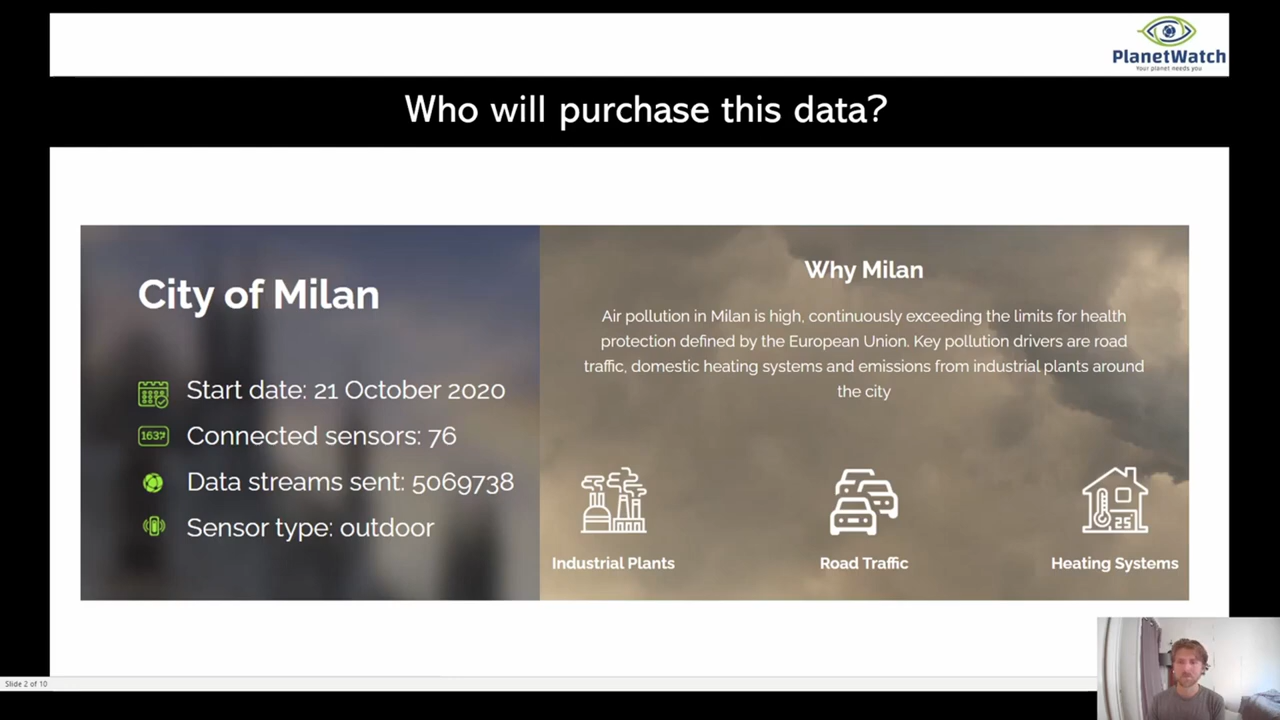 PlanetWatch
Your planet needs you
Who will purchase this data?
City of Milan
Start date: 21 October 2020
1637
Connected sensors: 76
Data streams sent: 5069738
Sensor type: outdoor
Why Milan
Air pollution in Milan is high, continuously exceeding the limits for health
protection defined by the European Union. Key pollution drivers are road
traffic, domestic heating systems and emissions from industrial plants around
the city
25°
Industrial Plants
Road Traffic
Heating Systems
Slide 2 of 10